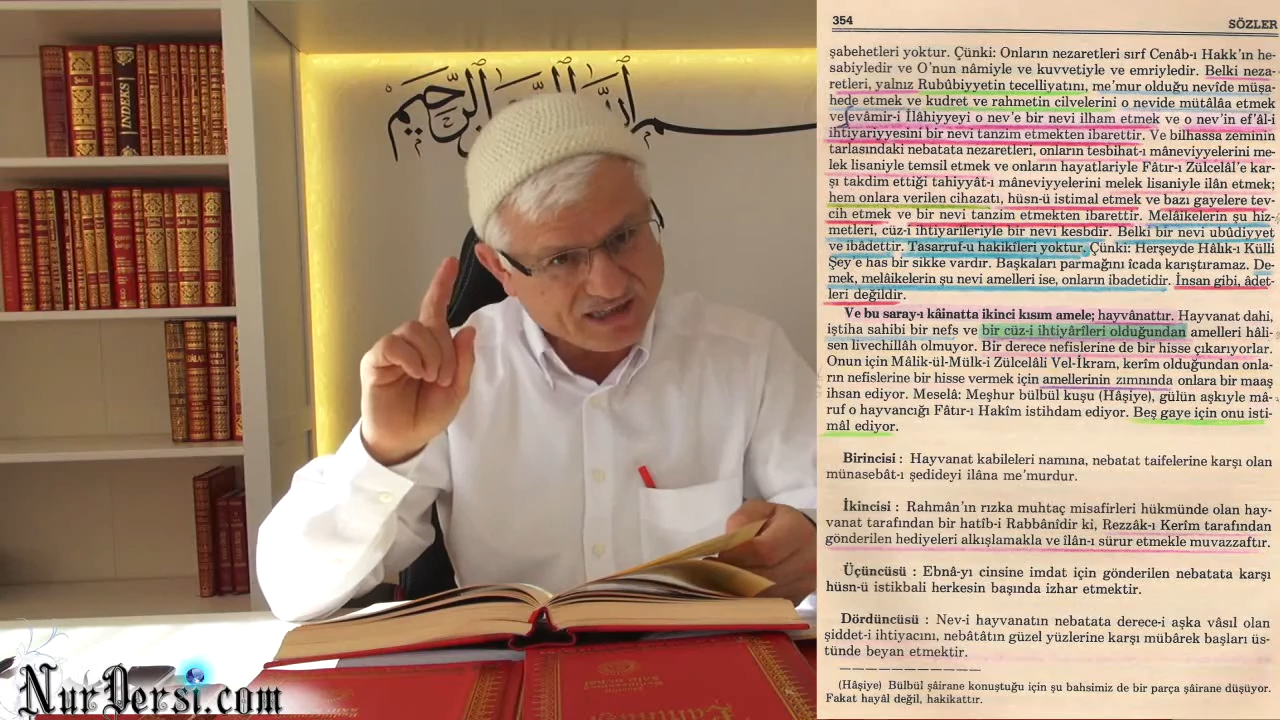 354
SÖZLER
şabehetleri yoktur. Çünki: Onların nezaretleri sırf Cenâb-ı Hakk'ın he-
sabiyledir ve O'nun nâmiyle ve kuvvetiyle ve emriyledir. Belki neza-
retleri, yalnız Rubûbiyyetin tecelliyatını, me'mur olduğu nevide müşa-
hede etmek ve kudret ve rahmetin cilvelerini o nevide mütâlâa etmek
ve evâmir-i İlâhiyyeyi o nev'e bir nevi ilham etmek ve o nev'in ef'âl-i
ihtiyâriyyesini bir nevi tanzim etmekten ibarettir. Ve bilhassa zeminin
tarlasındaki nebatata nezaretleri, onların tesbihat-ı mâneviyyelerini me-
lek lisaniyle temsil etmek ve onların hayatlariyle Fâtır-ı Zülcelâl'e kar-
şı takdim ettiği tahiyyât-ı mâneviyyelerini melek lisaniyle ilân etmek;
hem onlara verilen cihazatı, hüsn-ü istimal etmek ve bazı gayelere tev-
cih etmek ve bir nevi tanzim etmekten ibarettir. Melâikelerin şu hiz-
metleri, cüz-i ihtiyârîleriyle bir nevi kesbdir. Belki bir nevi ubûdiyyet
ve ibâdettir. Tasarruf-u hakikîleri yoktur. Çünki: Herşeyde Hâlık-ı Külli
Şey'e has bir sikke vardır. Başkaları parmağını îcada karıştıramaz. De-
mek, melâikelerin şu nevi amelleri ise, onların ibadetidir. İnsan gibi, âdet-
leri değildir.
Ve bu saray-ı kâinatta ikinci kısım amele; hayvânattır. Hayvanat dahi,
iştiha sahibi bir nefs ve bir cüz-i ihtiyârîleri olduğundan amelleri hâli-
sen livechillâh olmuyor. Bir derece nefislerine de bir hisse çıkarıyorlar.
Onun için Mâlik-ül-Mülk-i Zülcelâli Vel-İkram, kerîm olduğundan onla-
rın nefislerine bir hisse vermek için amellerinin zımnında onlara bir maaş
ihsan ediyor. Meselâ: Meşhur bülbül kuşu (Hâşiye), gülün aşkıyle mâ-
ruf o hayvancığı Fâtır-ı Hakîm istihdam ediyor. Beş gaye için onu isti-
mâl ediyor.
Birincisi : Hayvanat kabileleri namına, nebatat taifelerine karşı olan
münasebât-ı şedideyi ilâna me'murdur.
İkincisi : Rahmân'ın rızka muhtaç misafirleri hükmünde olan hay-
vanat tarafından bir hatîb-i Rabbânîdir ki, Rezzâk-ı Kerîm tarafından
gönderilen hediyeleri alkışlamakla ve ilân-ı sürur etmekle muvazzaftır.
Üçüncüsü : Ebnâ-yı cinsine imdat için gönderilen nebatata karşı
hüsn-ü istikbali herkesin başında izhar etmektir.
Dördüncüsü : Nev-i hayvanatın nebatata derece-i aşka vâsıl olan
şiddet-i ihtiyacını, nebâtâtın güzel yüzlerine karşı mübârek başları üs-
tünde beyan etmektir.
(Hâşiye) Bülbül şâirane konuştuğu için şu bahsimiz de bir parça şairane düşüyor.
Fakat hayâl değil, hakikattır.
INDEKS
NurDersi.com